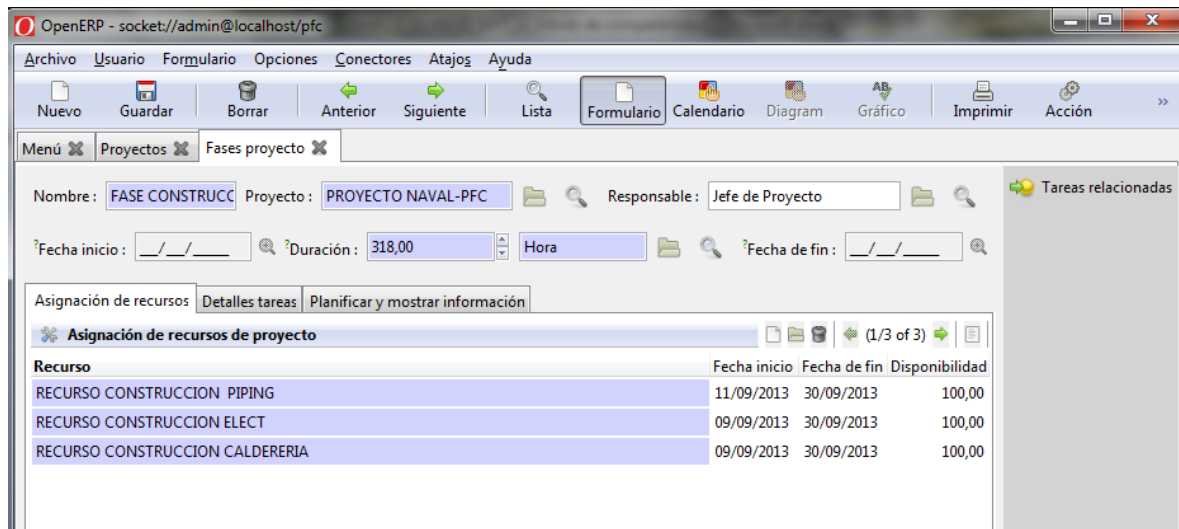 OpenERP - socket://admin@localhost/pfc
Archivo Usuario Formulario Opciones Conectores Atajos Ayuda
Nuevo Guardar Borrar Anterior Siguiente Lista Formulario Calendario Diagram Gráfico Imprimir Acción »
Menú Proyectos Fases proyecto
Nombre : FASE CONSTRUCC Proyecto : PROYECTO NAVAL-PFC Responsable : Jefe de Proyecto Tareas relacionadas
?Fecha inicio : __/__/____ ?Duración : 318,00 Hora ?Fecha de fin : __/__/____
Asignación de recursos Detalles tareas Planificar y mostrar información
Asignación de recursos de proyecto (1/3 of 3)
Recurso Fecha inicio Fecha de fin Disponibilidad
RECURSO CONSTRUCCION PIPING 11/09/2013 30/09/2013 100,00
RECURSO CONSTRUCCION ELECT 09/09/2013 30/09/2013 100,00
RECURSO CONSTRUCCION CALDERERIA 09/09/2013 30/09/2013 100,00